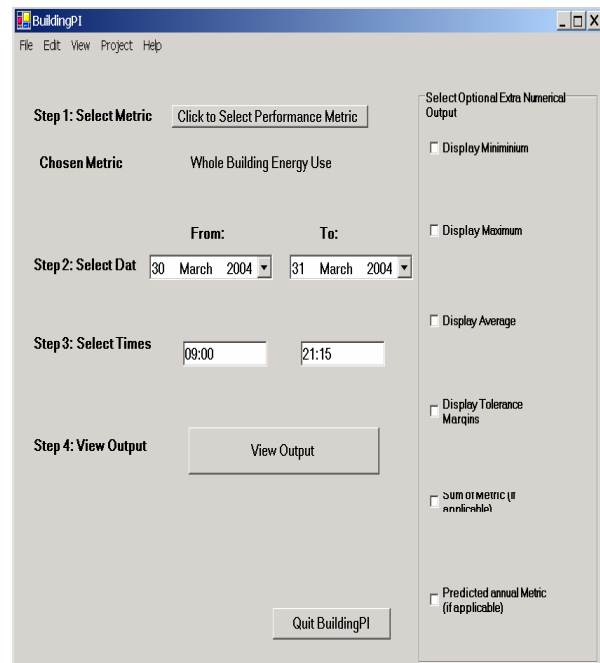 BuildingPI
File Edit View Project Help
Step 1: Select Metric
Click to Select Performance Metric
Chosen Metric
Whole Building Energy Use
From:
To:
Step 2: Select Dat
30 March 2004
31 March 2004
Step 3: Select Times
09:00
21:15
Step 4: View Output
View Output
Quit BuildingPI
Select Optional Extra Numerical
Output
Display Miniminium
Display Maximum
Display Average
Display Tolerance
Margins
Sum of Metric (if
applicable)
Predicted annual Metric
(if applicable)